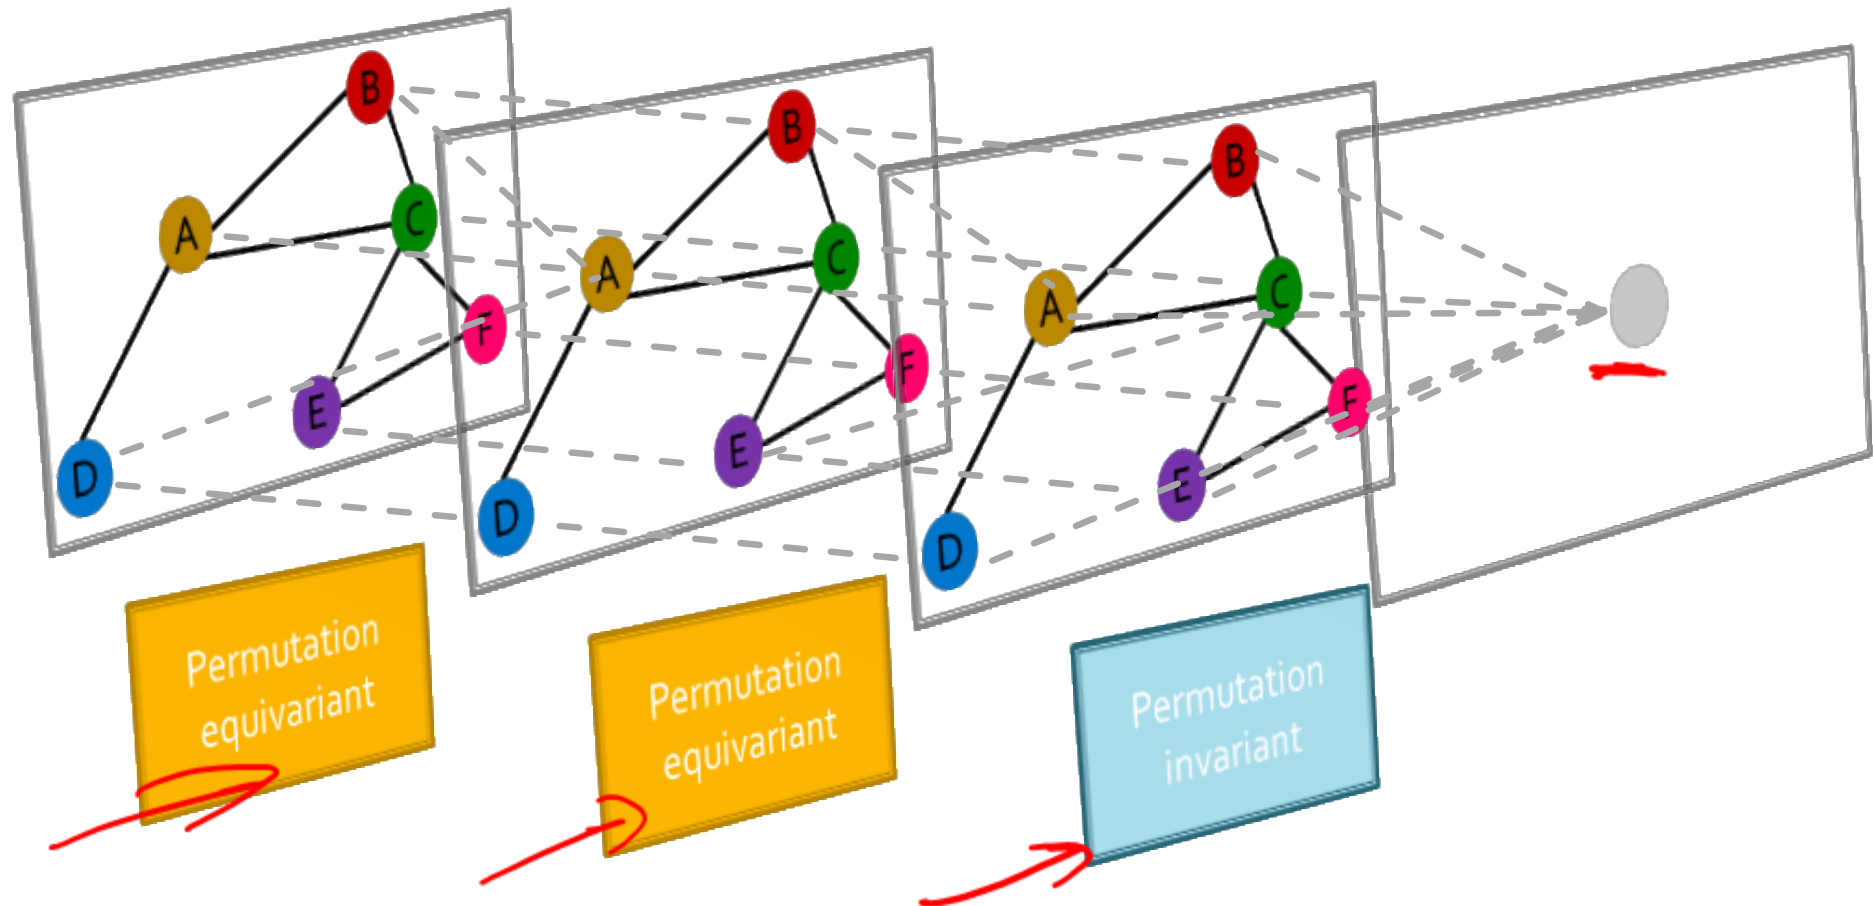 B
A
C
F
E
D
B
A
C
F
E
D
B
A
C
F
E
D
Permutation
equivariant
Permutation
equivariant
Permutation
invariant